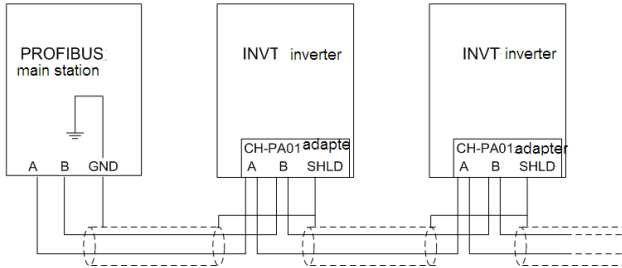 PROFIBUS
main station
A B GND
INVT inverter
CH-PA01 adapte
A B SHLD
INVT inverter
CH-PA01 adapter
A B SHLD